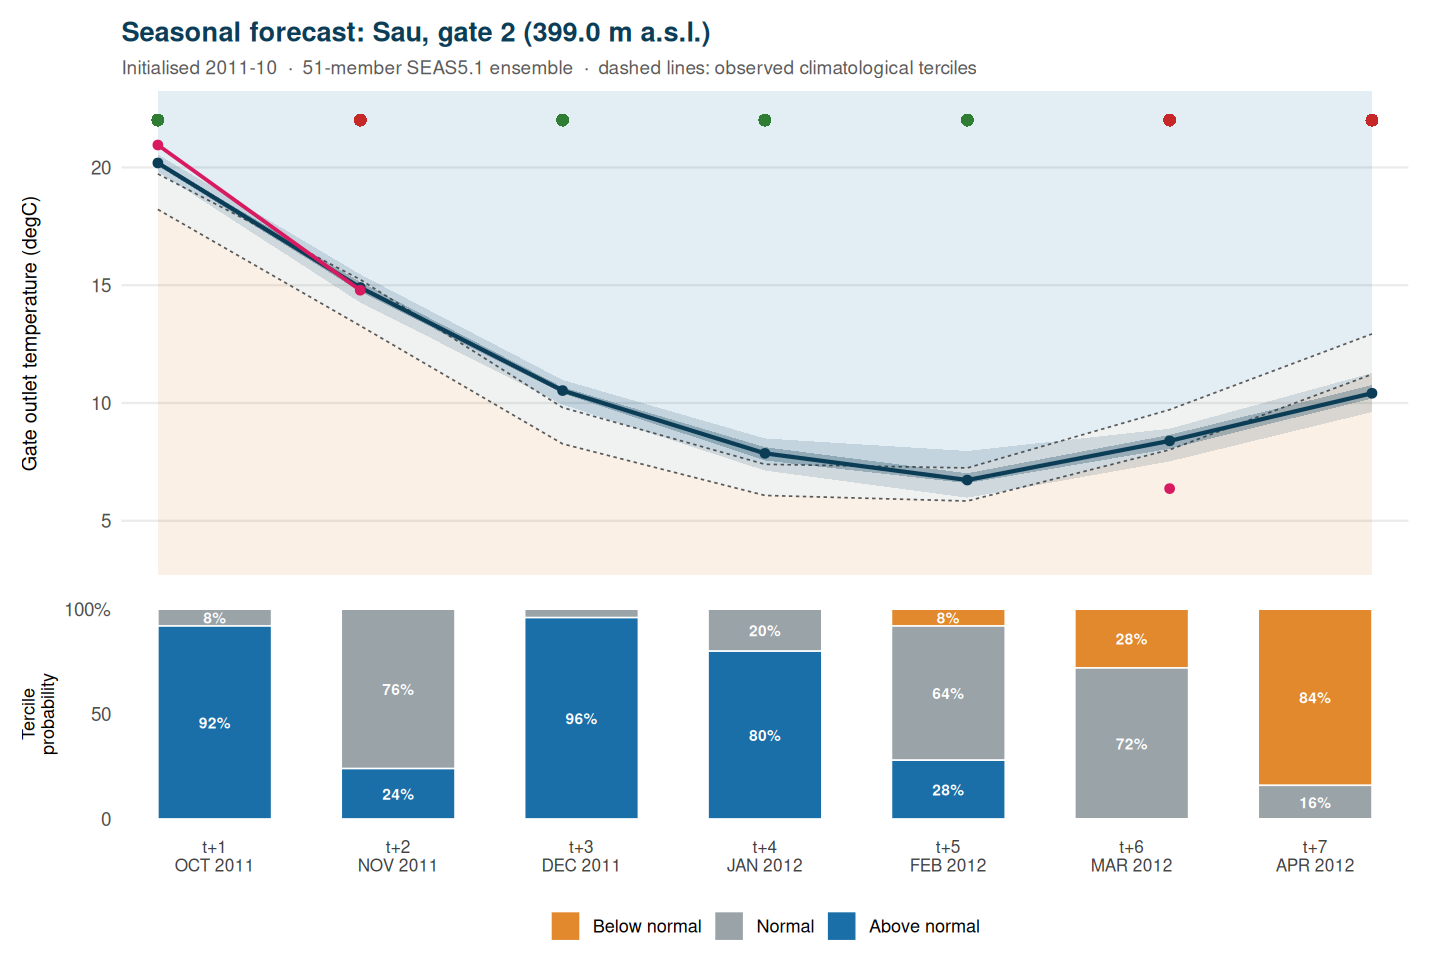 Seasonal forecast: Sau, gate 2 (399.0 m a.s.l.)
Initialised 2011-10 · 51-member SEAS5.1 ensemble · dashed lines: observed climatological terciles
Gate outlet temperature (degC)
20
15
10
5
Tercile
probability
100%
50
0
8%
92%
76%
24%
96%
20%
80%
8%
64%
28%
28%
72%
84%
16%
t+1
OCT 2011
t+2
NOV 2011
t+3
DEC 2011
t+4
JAN 2012
t+5
FEB 2012
t+6
MAR 2012
t+7
APR 2012
Below normal
Normal
Above normal